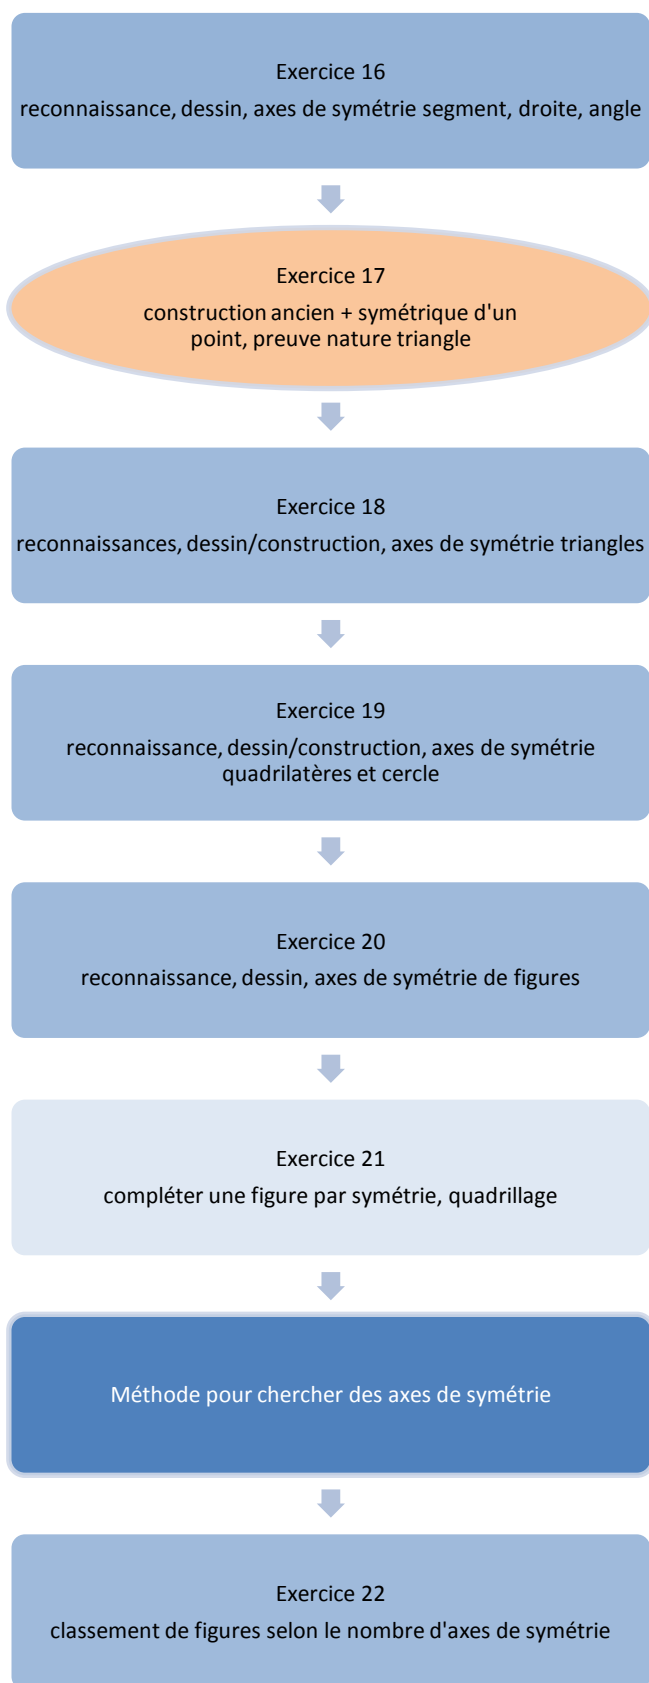 Exercice 16
reconnaissance, dessin, axes de symétrie segment, droite, angle
Exercice 17
construction ancien + symétrique d'un
point, preuve nature triangle
Exercice 18
reconnaissances, dessin/construction, axes de symétrie triangles
Exercice 19
reconnaissance, dessin/construction, axes de symétrie
quadrilatères et cercle
Exercice 20
reconnaissance, dessin, axes de symétrie de figures
Exercice 21
compléter une figure par symétrie, quadrillage
Méthode pour chercher des axes de symétrie
Exercice 22
classement de figures selon le nombre d'axes de symétrie